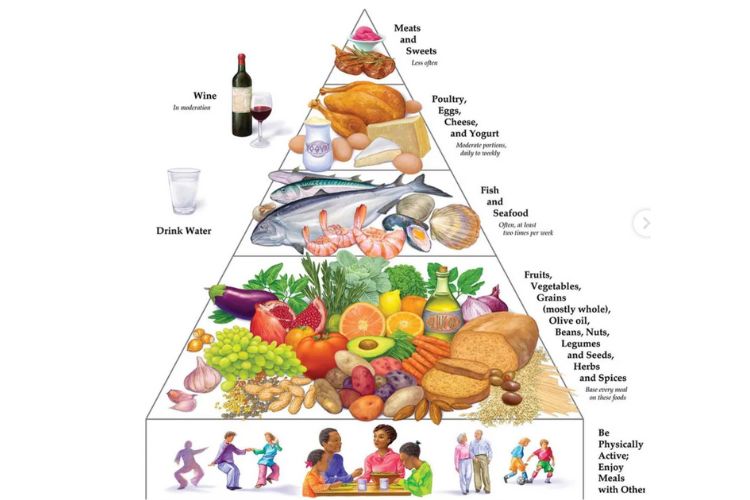 Meats
and
Sweets
Less often
Wine
In moderation
Poultry,
Eggs,
Cheese,
and Yogurt
Moderate portions,
daily to weekly
Yogurt
Drink Water
Fish
and
Seafood
Often, at least
two times per week
Fruits,
Vegetables,
Grains
(mostly whole),
Olive oil,
Beans, Nuts,
Legumes
and Seeds,
Herbs
and Spices
Base every meal
on these foods
Be
Physically
Active;
Enjoy
Meals
with Other